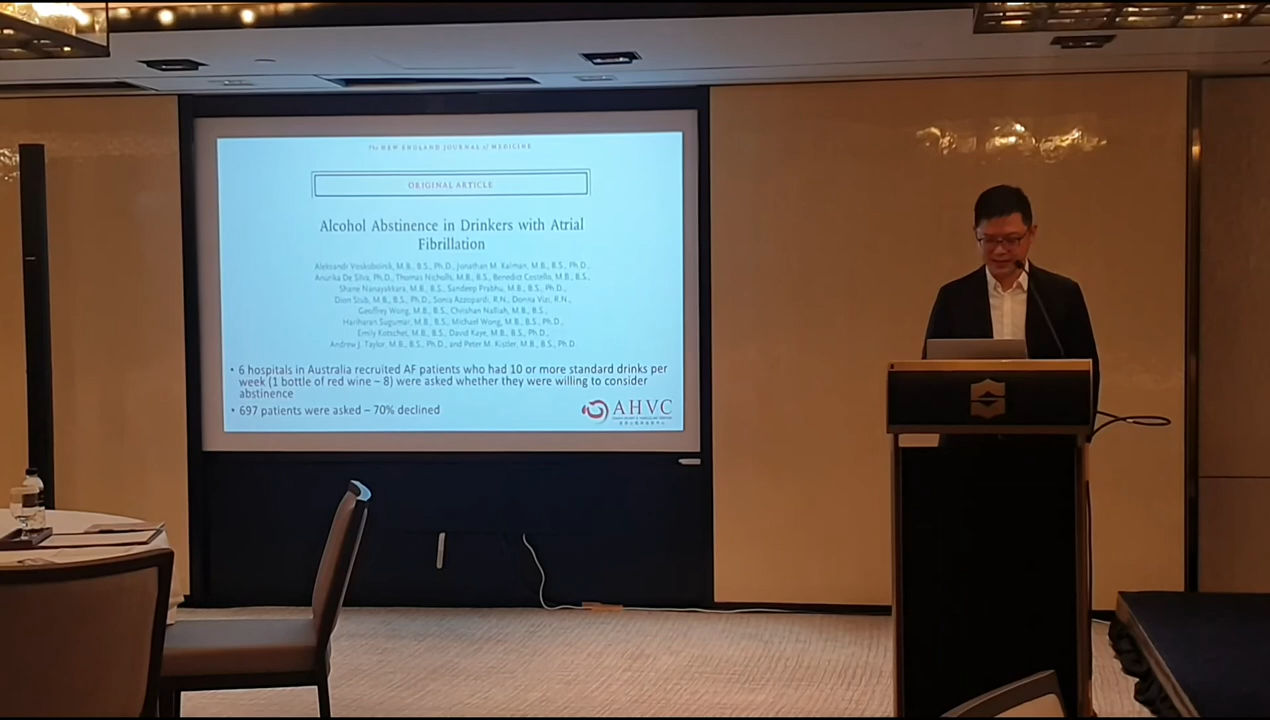 The NEW ENGLAND JOURNAL of MEDICINE
ORIGINAL ARTICLE
Alcohol Abstinence in Drinkers with Atrial
Fibrillation
Aleksandr Voskoboinik, M.B., B.S., Ph.D., Jonathan M. Kalman, M.B., B.S., Ph.D.,
Anurika De Silva, Ph.D., Thomas Nicholls, M.B., B.S., Benedict Costello, M.B., B.S.,
Shane Nanayakkara, M.B., B.S., Sandeep Prabhu, M.B., B.S., Ph.D.,
Dion Stub, M.B., B.S., Ph.D., Sonia Azzopardi, R.N., Donna Vizi, R.N.,
Geoffrey Wong, M.B., B.S., Chrishan Nalliah, M.B., B.S.,
Hariharan Sugumar, M.B., B.S., Michael Wong, M.B., B.S., Ph.D.,
Emily Kotschet, M.B., B.S., David Kaye, M.B., B.S., Ph.D.,
Andrew J. Taylor, M.B., B.S., Ph.D., and Peter M. Kistler, M.B., B.S., Ph.D.
• 6 hospitals in Australia recruited AF patients who had 10 or more standard drinks per
week (1 bottle of red wine – 8) were asked whether they were willing to consider
abstinence
• 697 patients were asked – 70% declined
AHVC